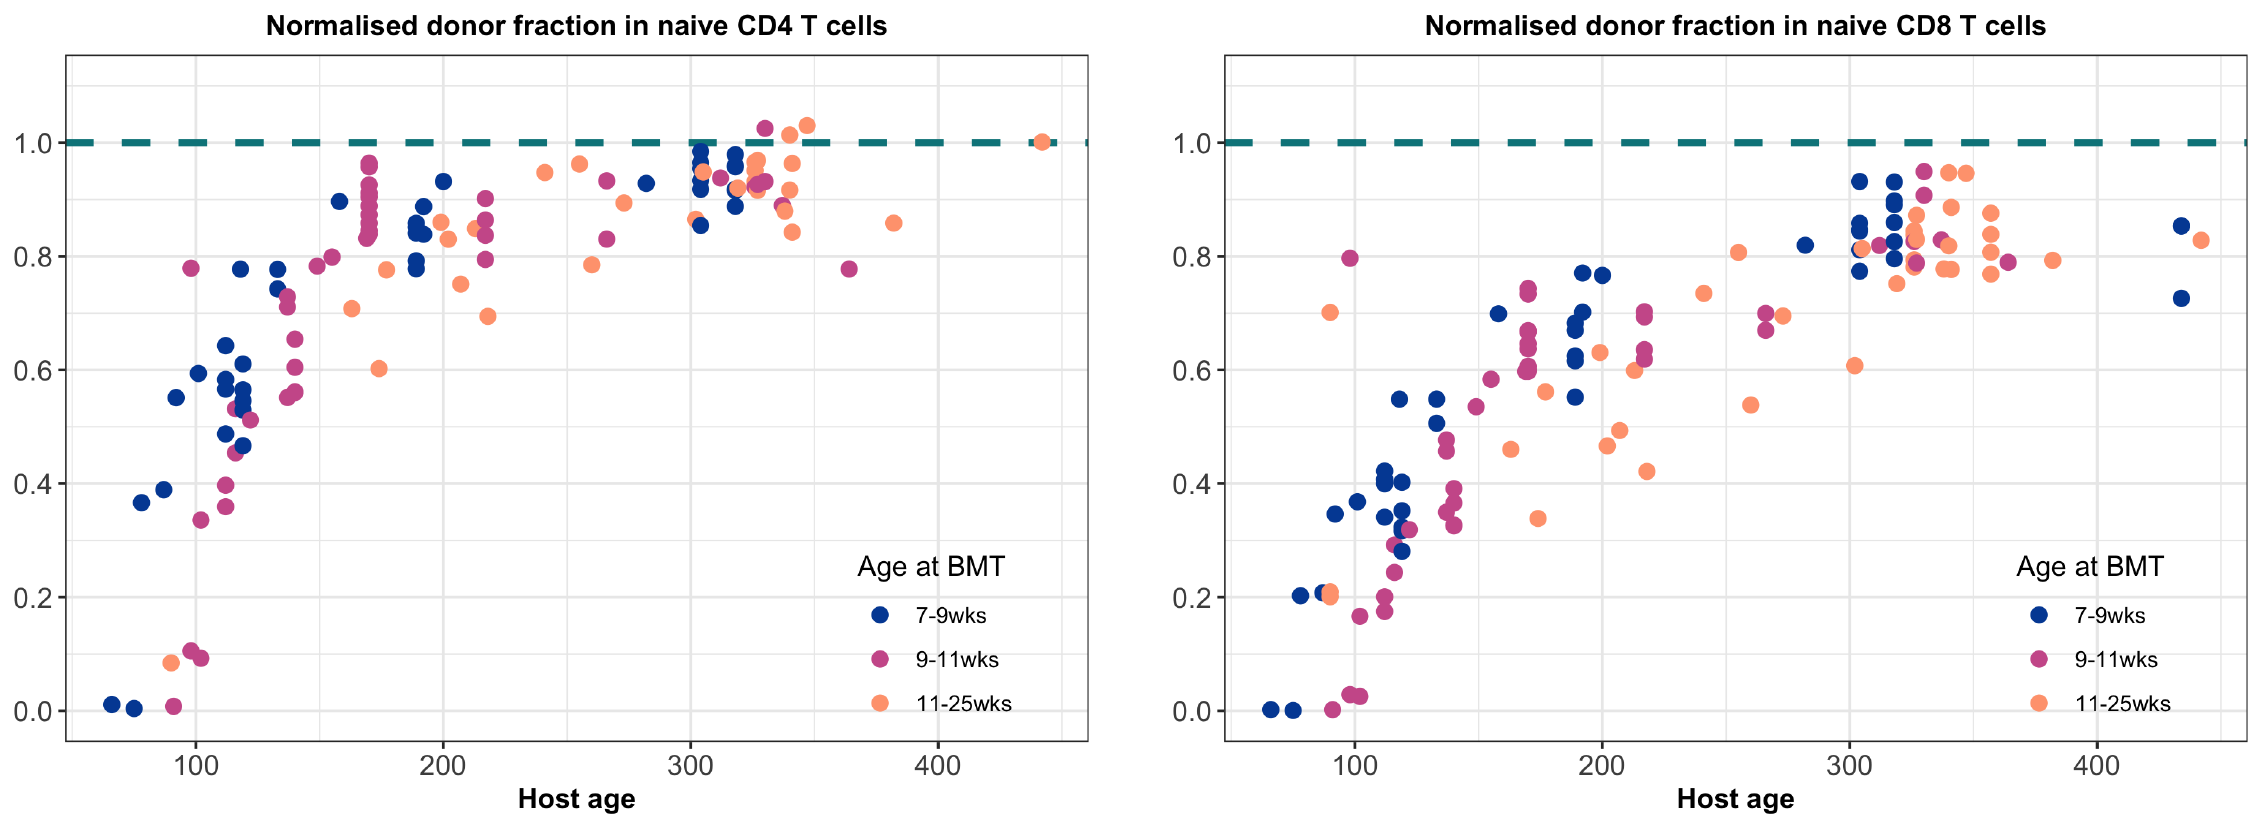 Normalised donor fraction in naive CD4 T cells
1.0
0.8
0.6
0.4
0.2
0.0
100 200 300 400
Host age
Age at BMT
7-9wks
9-11wks
11-25wks
Normalised donor fraction in naive CD8 T cells
1.0
0.8
0.6
0.4
0.2
0.0
100 200 300 400
Host age
Age at BMT
7-9wks
9-11wks
11-25wks